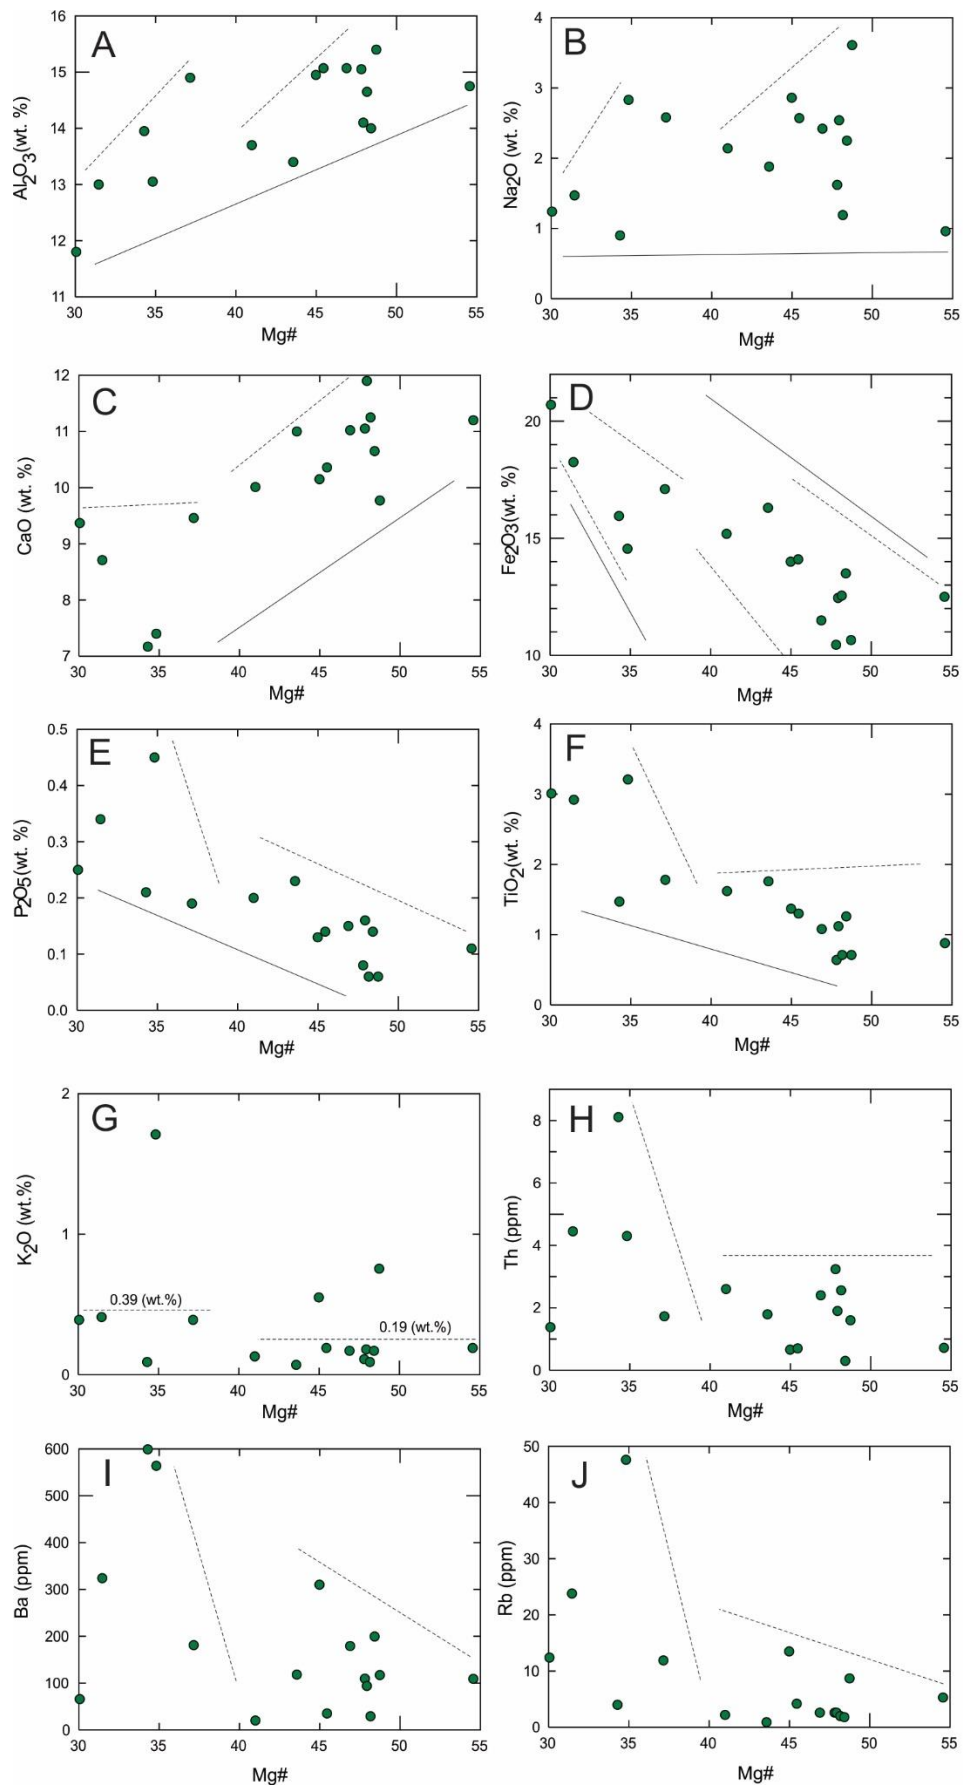 A
Al2O3(wt. %)
16
15
14
13
12
11
30 35 40 45 50 55
Mg#
B
Na2O (wt. %)
4
3
2
1
0
30 35 40 45 50 55
Mg#
C
CaO (wt. %)
12
11
10
9
8
7
30 35 40 45 50 55
Mg#
D
Fe2O3(wt. %)
20
15
10
30 35 40 45 50 55
Mg#
E
P2O5(wt. %)
0.5
0.4
0.3
0.2
0.1
0.0
30 35 40 45 50 55
Mg#
F
TiO2(wt. %)
4
3
2
1
0
30 35 40 45 50 55
Mg#
G
K2O (wt.%)
2
1
0
0.39 (wt.%)
0.19 (wt.%)
30 35 40 45 50 55
Mg#
H
Th (ppm)
8
6
4
2
0
30 35 40 45 50 55
Mg#
I
Ba (ppm)
600
500
400
300
200
100
0
30 35 40 45 50 55
Mg#
J
Rb (ppm)
50
40
30
20
10
0
30 35 40 45 50 55
Mg#